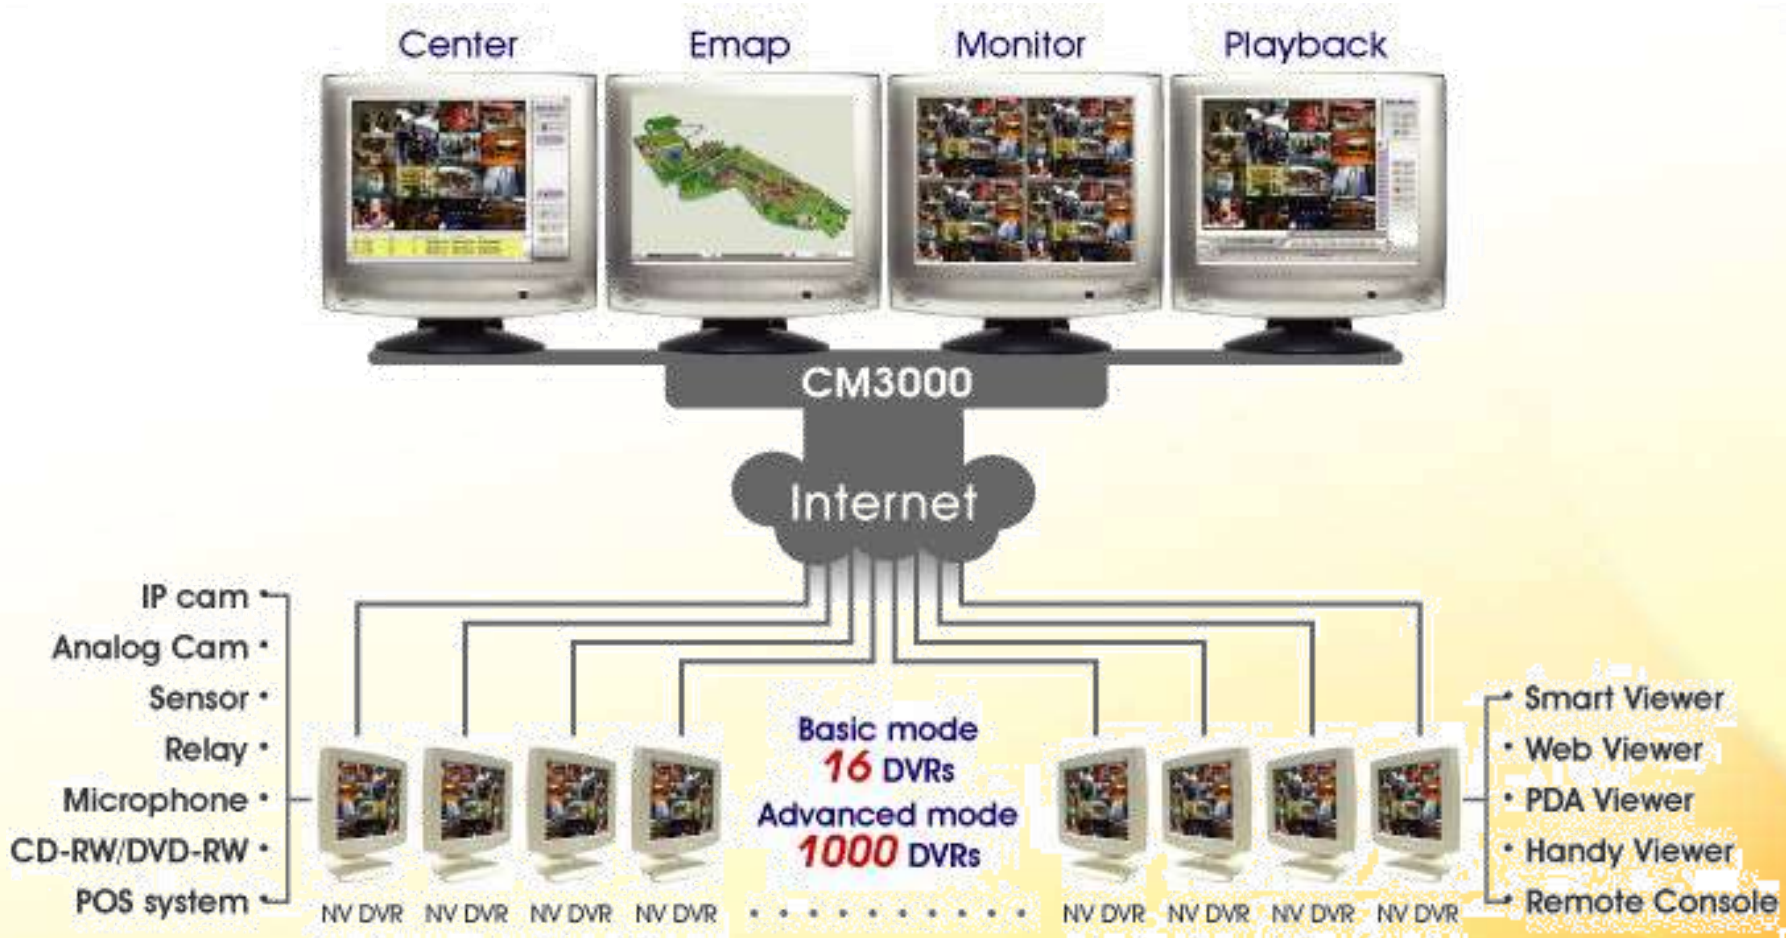 Center
Emap
Monitor
Playback
CM3000
Internet
IP cam
Analog Cam
Sensor
Relay
Microphone
CD-RW/DVD-RW
POS system
Basic mode
16 DVRs
Advanced mode
1000 DVRs
Smart Viewer
Web Viewer
PDA Viewer
Handy Viewer
Remote Console
NV DVR NV DVR NV DVR NV DVR . . . . . . . . . . NV DVR NV DVR NV DVR NV DVR